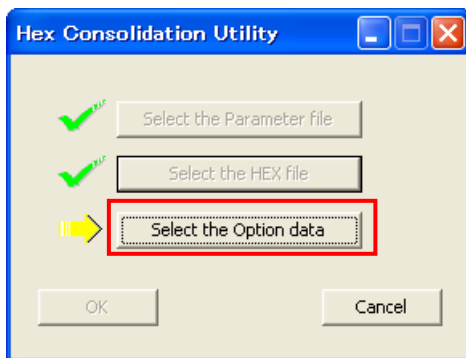 Hex Consolidation Utility
Select the Parameter file
Select the HEX file
Select the Option data
OK
Cancel